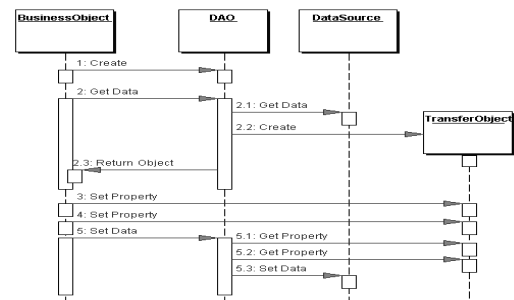 BusinessObject
DAO
DataSource
1: Create
2: Get Data
2.1: Get Data
2.2: Create
TransferObject
2.3: Return Object
3: Set Property
4: Set Property
5: Set Data
5.1: Get Property
5.2: Get Property
5.3: Set Data